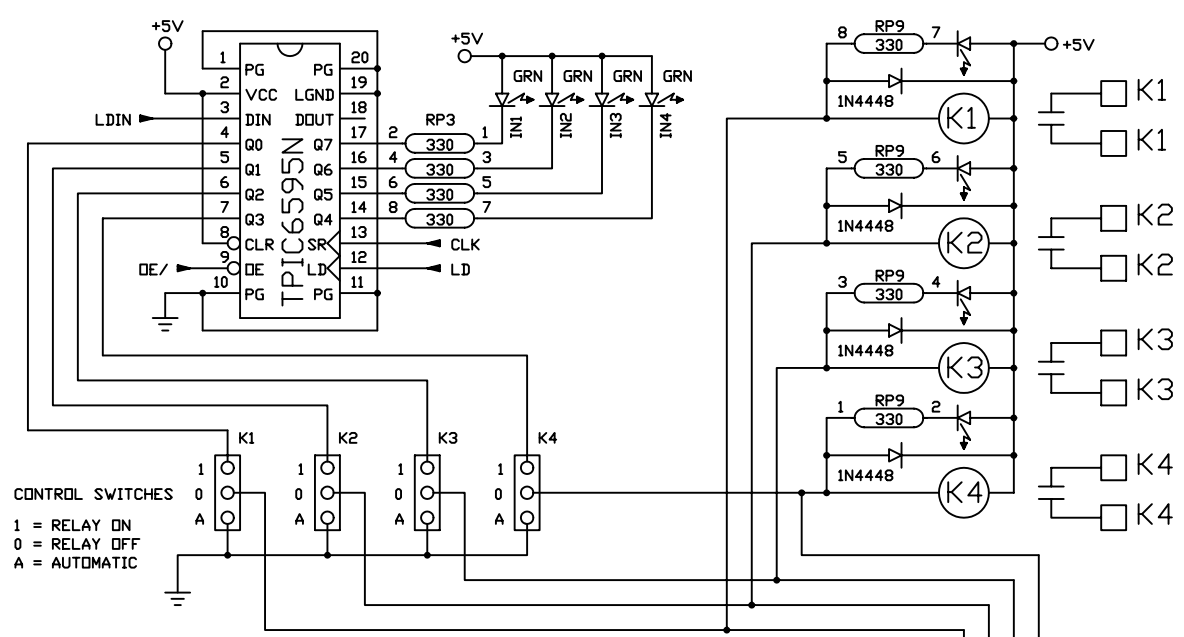 +5V
1 PG PG 20
2 VCC LGND 19
LDIN 3 DIN DOUT 18
4 Q0 Q7 17
5 Q1 Q6 16
6 Q2 Q5 15
7 Q3 Q4 14
8 CLR SR 13 CLK
OE/ 9 OE LD 12 LD
10 PG PG 11
TPIC6595N
+5V
GRN GRN GRN GRN
IN1 IN2 IN3 IN4
RP3
2 330 1
4 330 3
6 330 5
8 330 7
RP9
8 330 7
+5V
1N4448
K1
K1
K1
RP9
5 330 6
1N4448
K2
K2
K2
RP9
3 330 4
1N4448
K3
K3
K3
RP9
1 330 2
1N4448
K4
K4
K4
K1 K2 K3 K4
1 1 1 1
0 0 0 0
A A A A
CONTROL SWITCHES
1 = RELAY ON
0 = RELAY OFF
A = AUTOMATIC